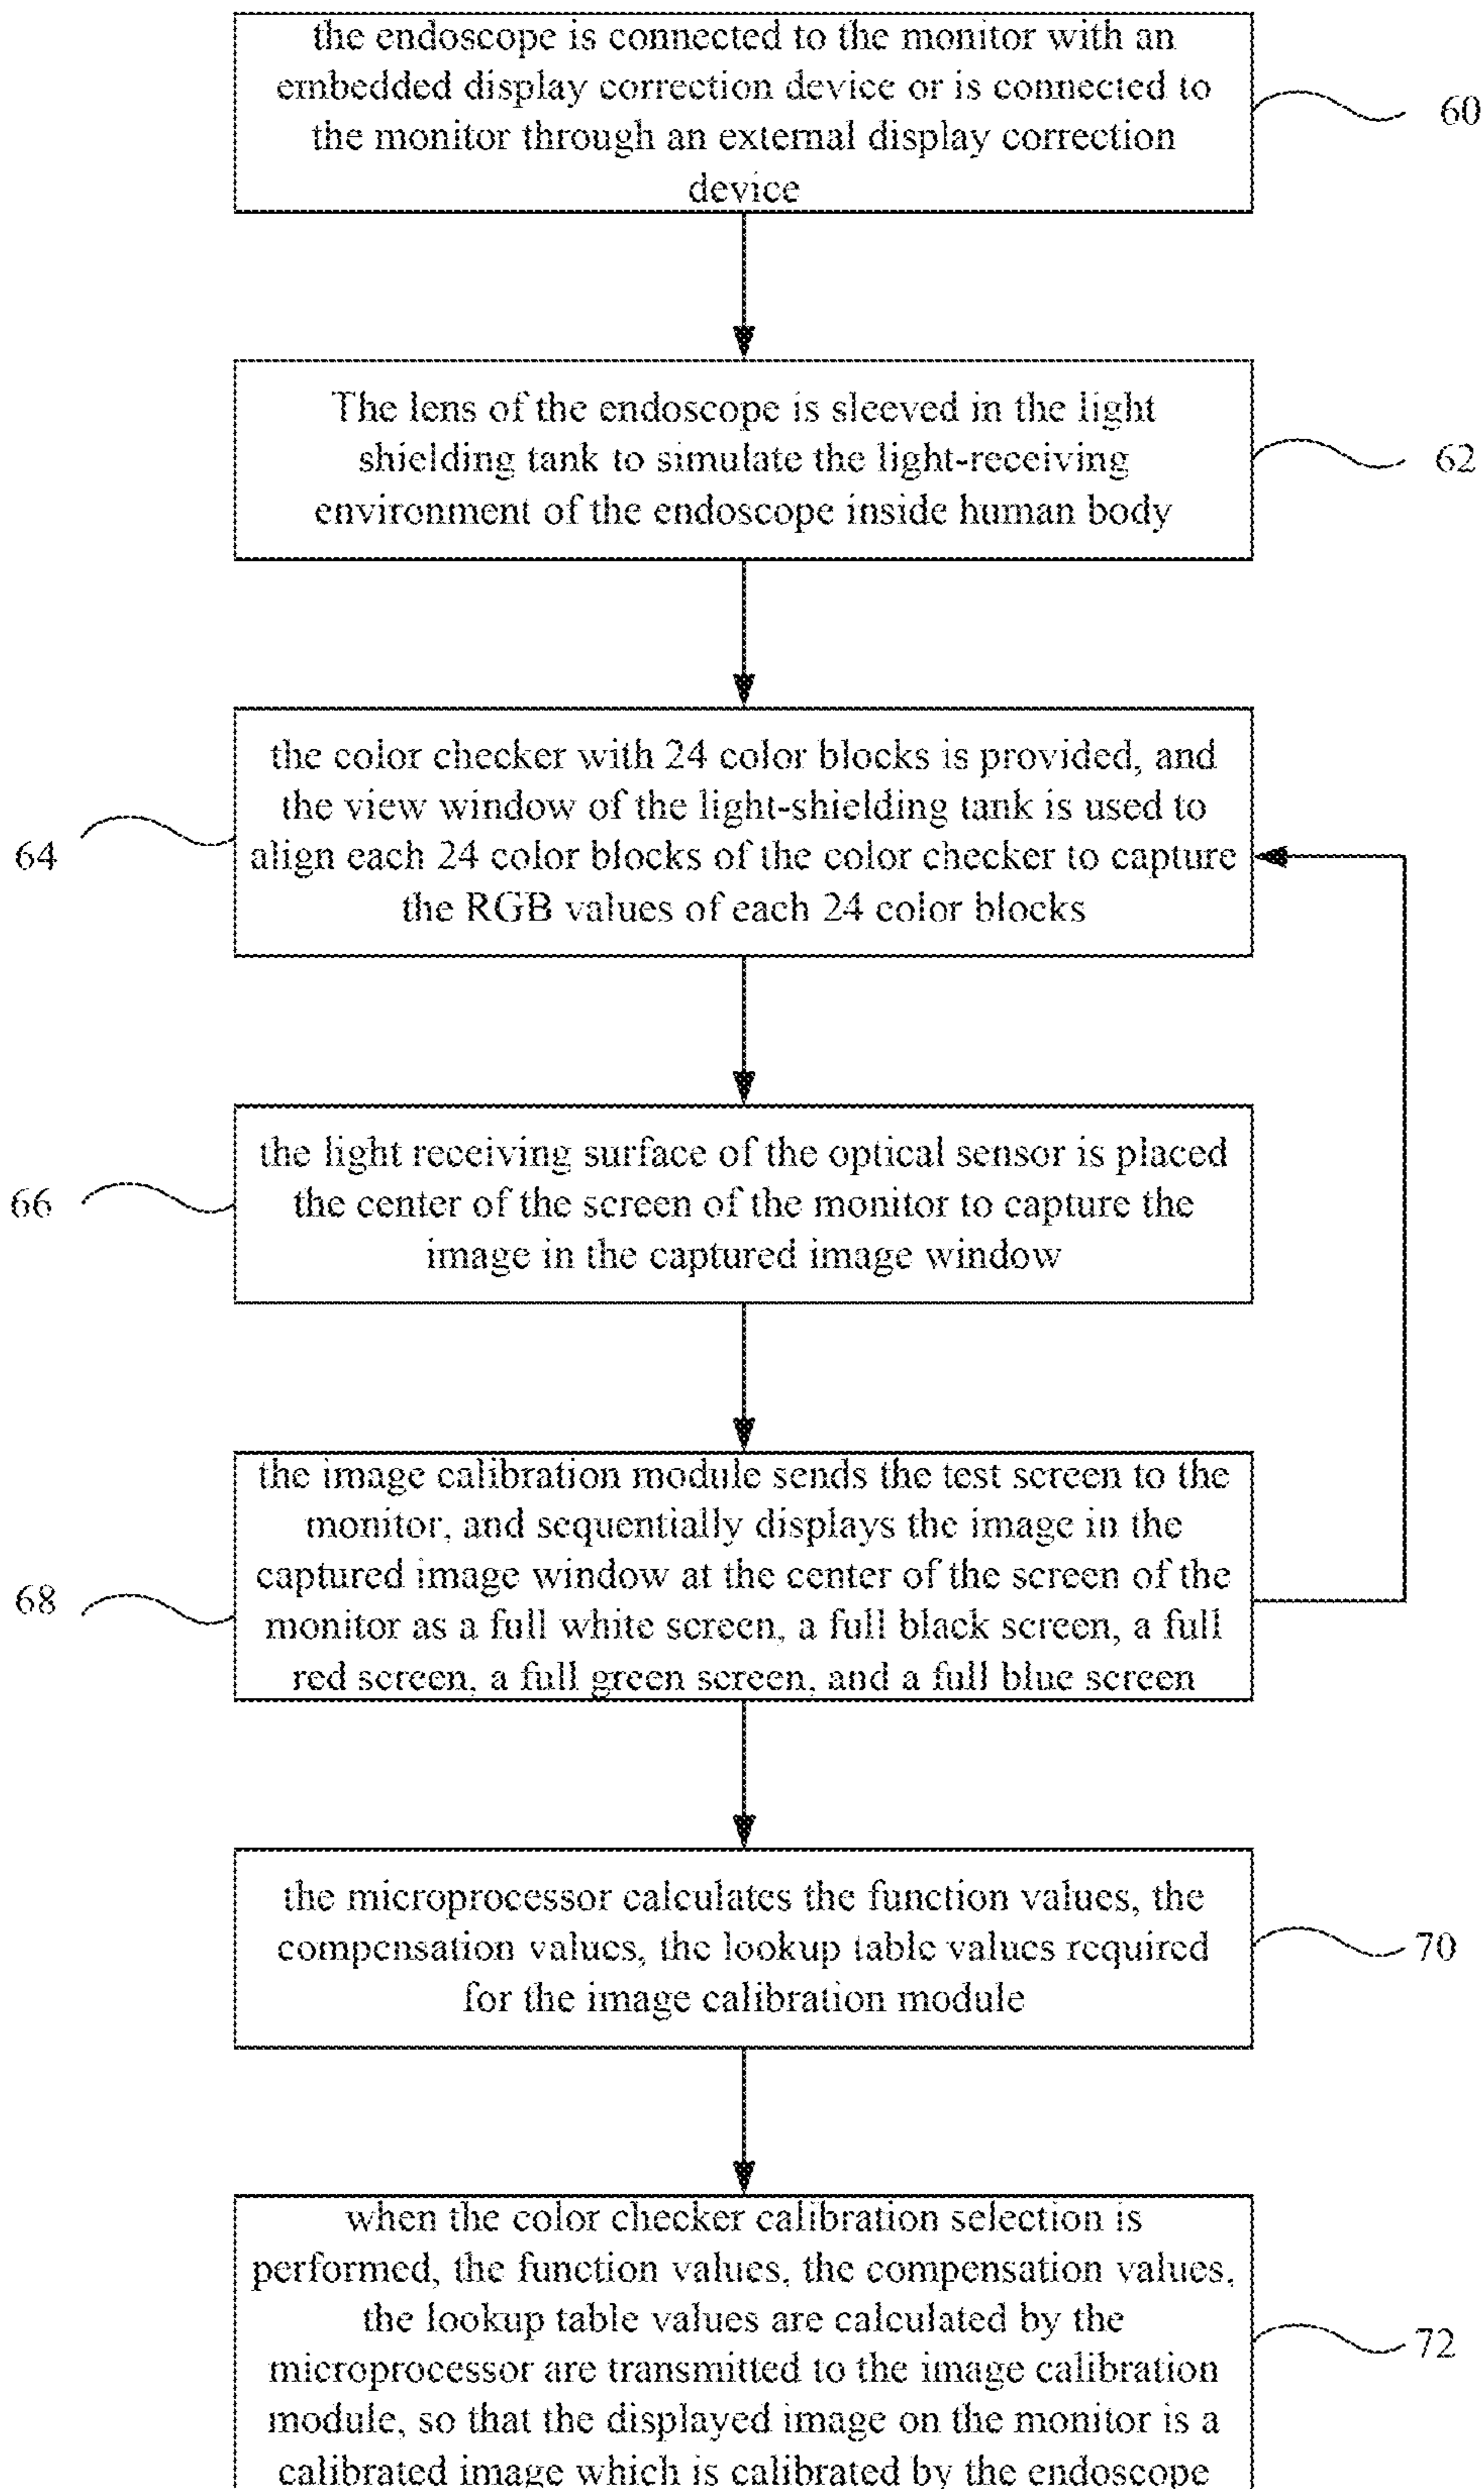 the endoscope is connected to the monitor with an
embedded display correction device or is connected to
the monitor through an external display correction
device
60
The lens of the endoscope is sleeved in the light
shielding tank to simulate the light-receiving
environment of the endoscope inside human body
62
the color checker with 24 color blocks is provided, and
the view window of the light-shielding tank is used to
align each 24 color blocks of the color checker to capture
the RGB values of each 24 color blocks
64
the light receiving surface of the optical sensor is placed
the center of the screen of the monitor to capture the
image in the captured image window
66
the image calibration module sends the test screen to the
monitor, and sequentially displays the image in the
captured image window at the center of the screen of the
monitor as a full white screen, a full black screen, a full
red screen, a full green screen, and a full blue screen
68
the microprocessor calculates the function values, the
compensation values, the lookup table values required
for the image calibration module
70
when the color checker calibration selection is
performed, the function values, the compensation values,
the lookup table values are calculated by the
microprocessor are transmitted to the image calibration
module, so that the displayed image on the monitor is a
calibrated image which is calibrated by the endoscope
72